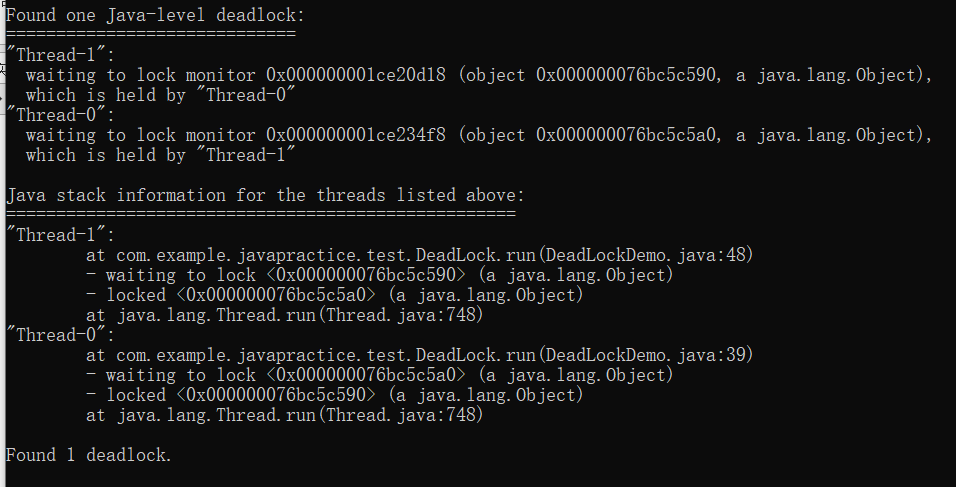 Found one Java-level deadlock:
=============================
"Thread-1":
  waiting to lock monitor 0x000000001ce20d18 (object 0x000000076bc5c590, a java.lang.Object),
  which is held by "Thread-0"
"Thread-0":
  waiting to lock monitor 0x000000001ce234f8 (object 0x000000076bc5c5a0, a java.lang.Object),
  which is held by "Thread-1"

Java stack information for the threads listed above:
===================================================
"Thread-1":
        at com.example.javapractice.test.DeadLock.run(DeadLockDemo.java:48)
        - waiting to lock <0x000000076bc5c590> (a java.lang.Object)
        - locked <0x000000076bc5c5a0> (a java.lang.Object)
        at java.lang.Thread.run(Thread.java:748)
"Thread-0":
        at com.example.javapractice.test.DeadLock.run(DeadLockDemo.java:39)
        - waiting to lock <0x000000076bc5c5a0> (a java.lang.Object)
        - locked <0x000000076bc5c590> (a java.lang.Object)
        at java.lang.Thread.run(Thread.java:748)

Found 1 deadlock.